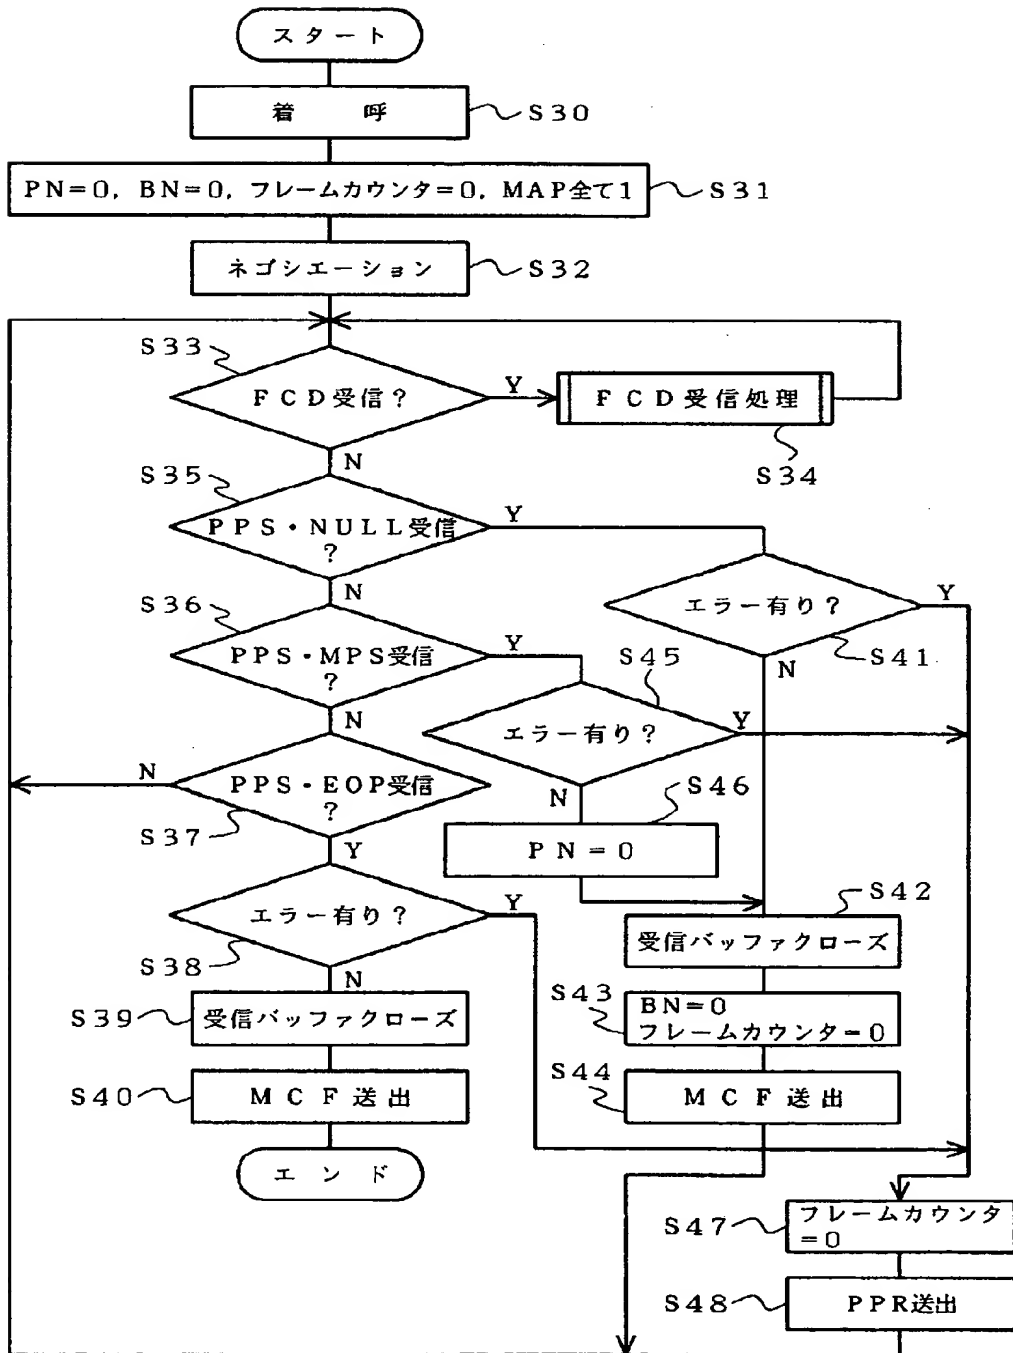 スタート
着 呼
S30
PN=0, BN=0, フレームカウンタ=0, MAP全て1
S31
ネゴシエーション
S32
S33
FCD受信?
Y
FCD受信処理
S34
N
S35
PPS・NULL受信
?
Y
N
エラー有り?
Y
S41
N
S36
PPS・MPS受信
?
Y
N
S45
エラー有り?
Y
N
S46
PN=0
N
PPS・EOP受信
?
S37
Y
エラー有り?
Y
S38
N
S42
受信バッファクローズ
S39
受信バッファクローズ
S43
BN=0
フレームカウンタ=0
S40
MCF送出
S44
MCF送出
エンド
S47
フレームカウンタ
=0
S48
PPR送出